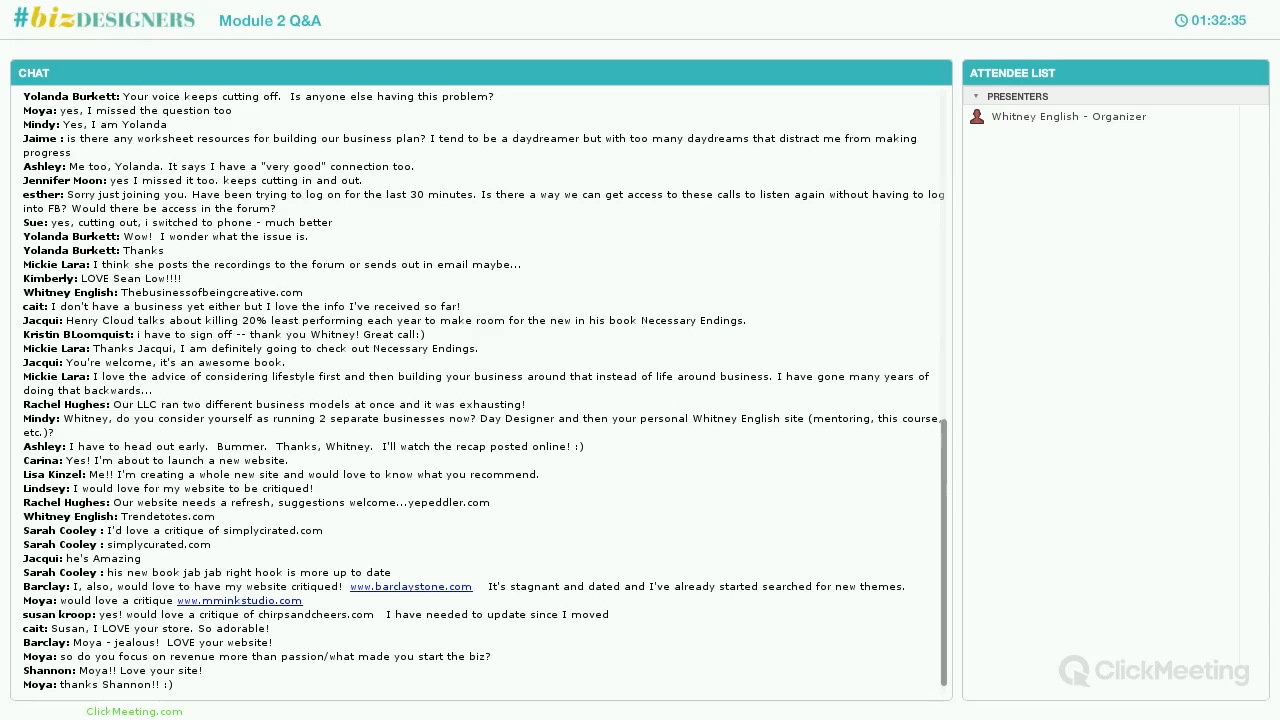 #bizDESIGNERS Module 2 Q&A 01:32:35
CHAT
Yolanda Burkett: Your voice keeps cutting off.  Is anyone else having this problem?
Moya: yes, I missed the question too
Mindy: Yes, I am Yolanda
Jaime : is there any worksheet resources for building our business plan? I tend to be a daydreamer but with too many daydreams that distract me from making
progress
Ashley: Me too, Yolanda. It says I have a "very good" connection too.
Jennifer Moon: yes I missed it too. keeps cutting in and out.
esther: Sorry just joining you. Have been trying to log on for the last 30 minutes. Is there a way we can get access to these calls to listen again without having to log
into FB? Would there be access in the forum?
Sue: yes, cutting out, i switched to phone - much better
Yolanda Burkett: Wow!  I wonder what the issue is.
Yolanda Burkett: Thanks
Mickie Lara: I think she posts the recordings to the forum or sends out in email maybe...
Kimberly: LOVE Sean Low!!!!
Whitney English: Thebusinessofbeingcreative.com
cait: I don't have a business yet either but I love the info I've received so far!
Jacqui: Henry Cloud talks about killing 20% least performing each year to make room for the new in his book Necessary Endings.
Kristin BLoomquist: i have to sign off -- thank you Whitney! Great call:)
Mickie Lara: Thanks Jacqui, I am definitely going to check out Necessary Endings.
Jacqui: You're welcome, it's an awesome book.
Mickie Lara: I love the advice of considering lifestyle first and then building your business around that instead of life around business. I have gone many years of
doing that backwards...
Rachel Hughes: Our LLC ran two different business models at once and it was exhausting!
Mindy: Whitney, do you consider yourself as running 2 separate businesses now? Day Designer and then your personal Whitney English site (mentoring, this course,
etc.)?
Ashley: I have to head out early.  Bummer.  Thanks, Whitney.  I'll watch the recap posted online! :)
Carina: Yes! I'm about to launch a new website.
Lisa Kinzel: Me!! I'm creating a whole new site and would love to know what you recommend.
Lindsey: I would love for my website to be critiqued!
Rachel Hughes: Our website needs a refresh, suggestions welcome...yepeddler.com
Whitney English: Trendetotes.com
Sarah Cooley : I'd love a critique of simplycirated.com
Sarah Cooley : simplycurated.com
Jacqui: he's Amazing
Sarah Cooley : his new book jab jab right hook is more up to date
Barclay: I, also, would love to have my website critiqued!  www.barclaystone.com    It's stagnant and dated and I've already started searched for new themes.
Moya: would love a critique www.mminkstudio.com
susan kroop: yes! would love a critique of chirpsandcheers.com   I have needed to update since I moved
cait: Susan, I LOVE your store. So adorable!
Barclay: Moya - jealous!  LOVE your website!
Moya: so do you focus on revenue more than passion/what made you start the biz?
Shannon: Moya!! Love your site!
Moya: thanks Shannon!! :)
ATTENDEE LIST
PRESENTERS
Whitney English - Organizer
ClickMeeting
ClickMeeting.com